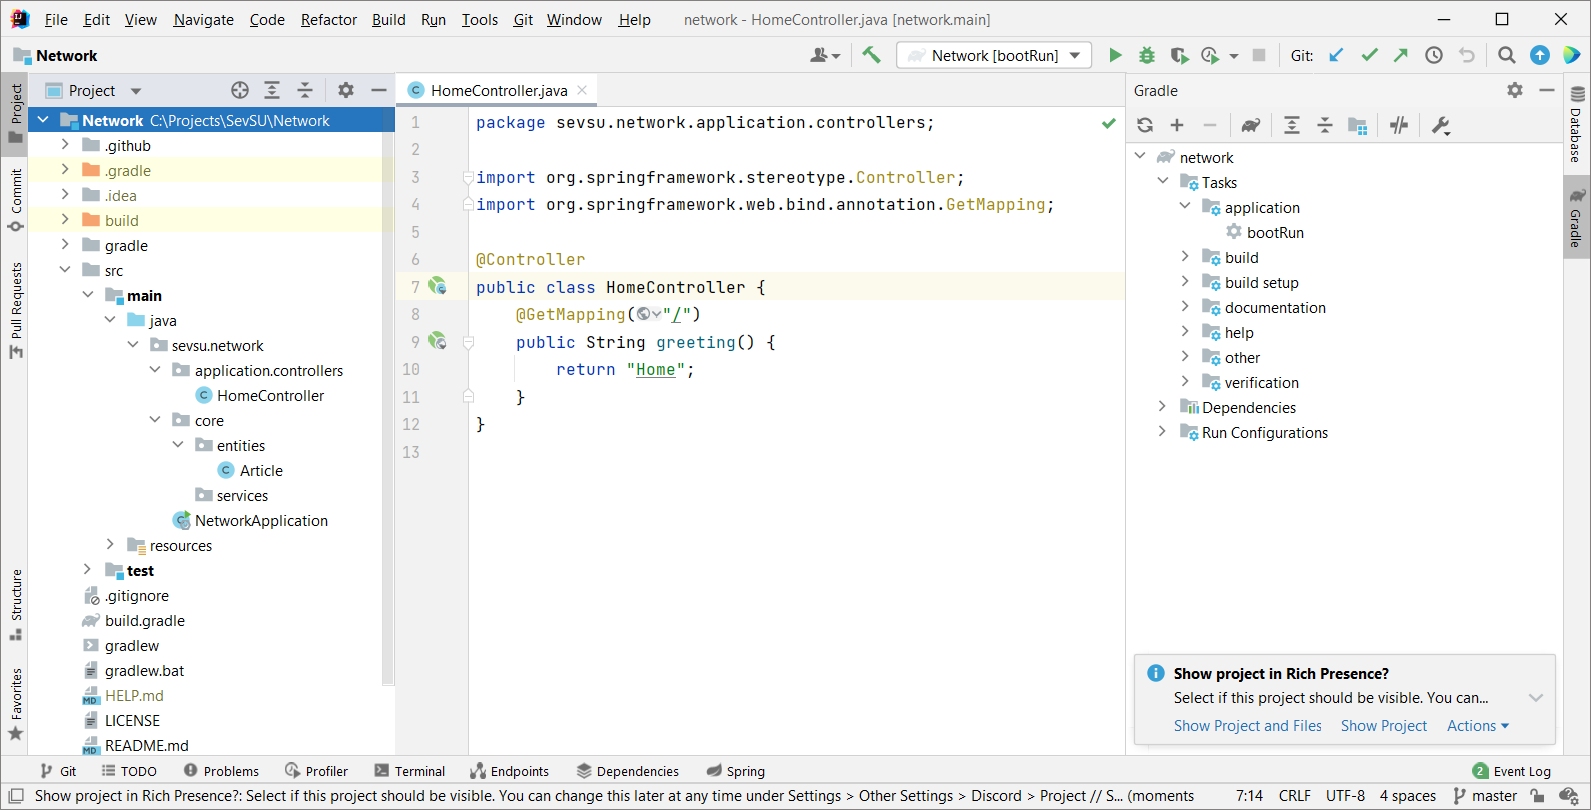 File Edit View Navigate Code Refactor Build Run Tools Git Window Help network - HomeController.java [network.main]
Network Network [bootRun] Git:
Project
Commit
Pull Requests
Structure
Favorites
Project
Network C:\Projects\SevSU\Network
.github
.gradle
.idea
build
gradle
src
main
java
sevsu.network
application.controllers
HomeController
core
entities
Article
services
NetworkApplication
resources
test
.gitignore
build.gradle
gradlew
gradlew.bat
HELP.md
LICENSE
README.md
HomeController.java
1 package sevsu.network.application.controllers;
2
3 import org.springframework.stereotype.Controller;
4 import org.springframework.web.bind.annotation.GetMapping;
5
6 @Controller
7 public class HomeController {
8 @GetMapping("/")
9 public String greeting() {
10 return "Home";
11 }
12 }
13
Gradle
network
Tasks
application
bootRun
build
build setup
documentation
help
other
verification
Dependencies
Run Configurations
Database
Gradle
Show project in Rich Presence?
Select if this project should be visible. You can...
Show Project and Files Show Project Actions
Git TODO Problems Profiler Terminal Endpoints Dependencies Spring 2 Event Log
Show project in Rich Presence?: Select if this project should be visible. You can change this later at any time under Settings > Other Settings > Discord > Project // S... (moments 7:14 CRLF UTF-8 4 spaces master